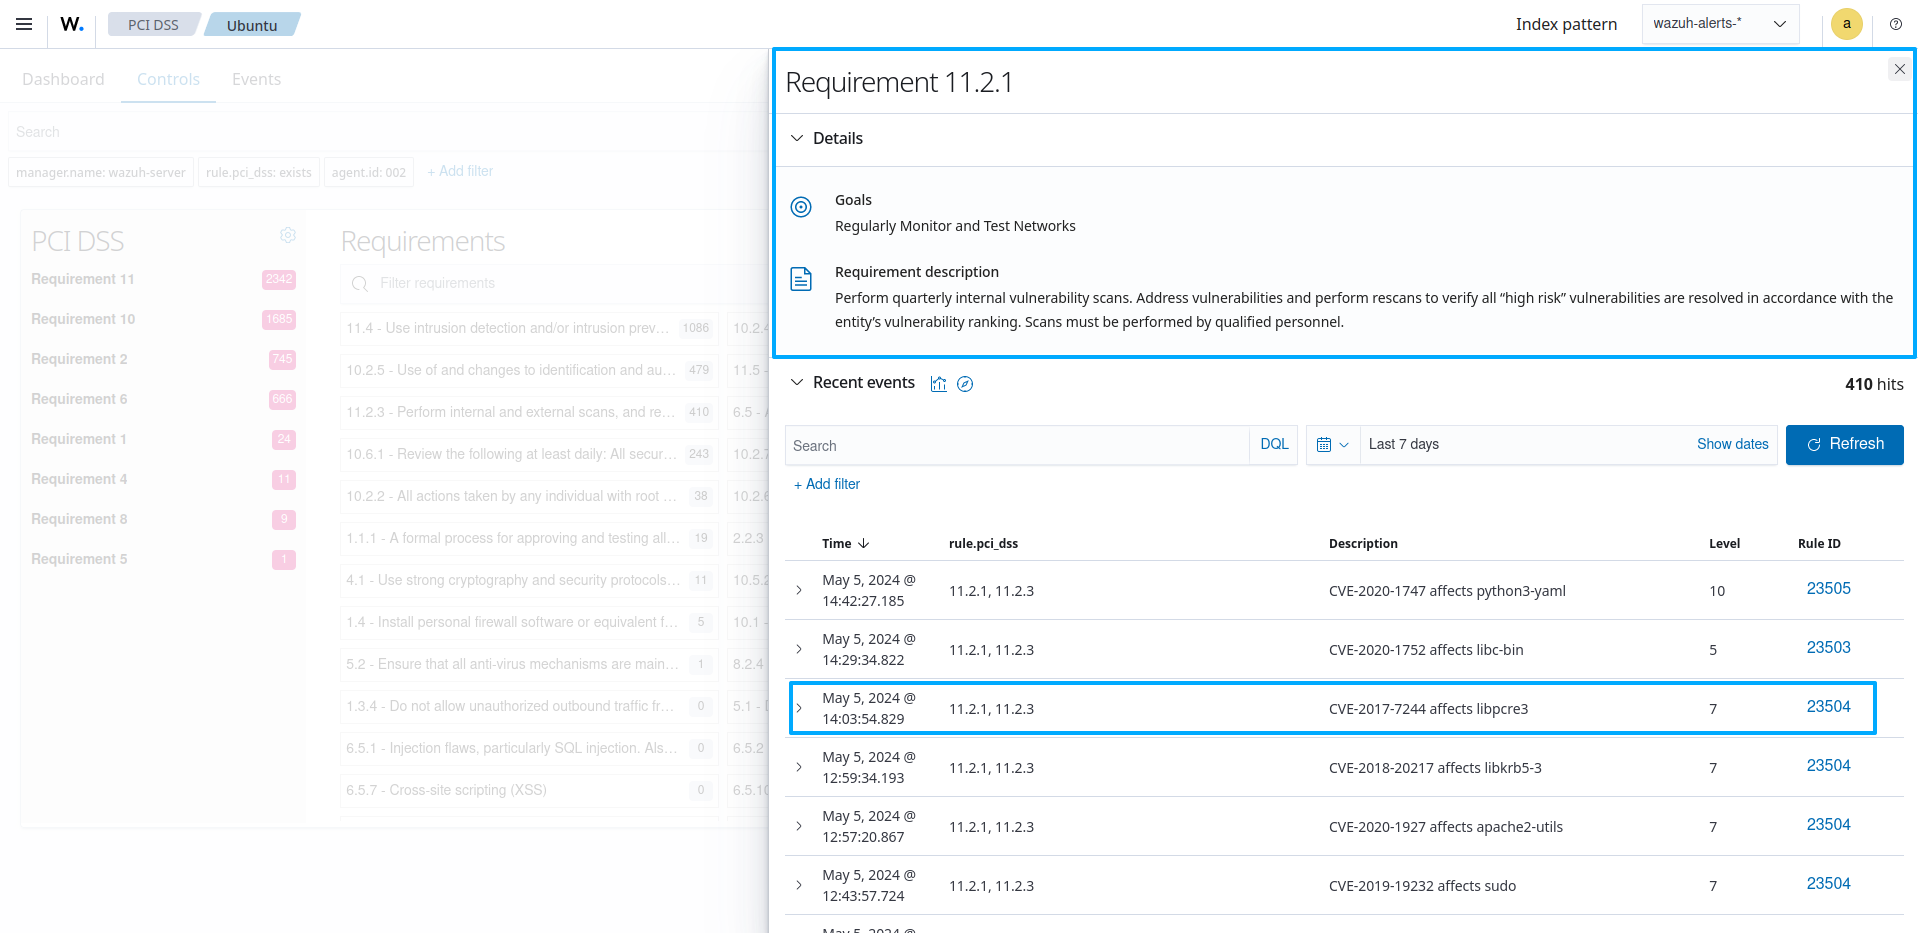 W.
PCI DSS
Ubuntu
Index pattern
wazuh-alerts-*
a
Dashboard
Controls
Events
Search
manager.name: wazuh-server
rule.pci_dss: exists
agent.id: 002
+ Add filter
PCI DSS
Requirement 11
2342
Requirement 10
1685
Requirement 2
745
Requirement 6
666
Requirement 1
24
Requirement 4
11
Requirement 8
9
Requirement 5
1
Requirements
Filter requirements
11.4 - Use intrusion detection and/or intrusion prev...
1086
10.2.5 - Use of and changes to identification and au...
479
11.5 -
11.2.3 - Perform internal and external scans, and re...
410
10.6.1 - Review the following at least daily: All secur...
243
10.2.2 - All actions taken by any individual with root ...
38
1.1.1 - A formal process for approving and testing all...
19
2.2.3
4.1 - Use strong cryptography and security protocols...
11
1.4 - Install personal firewall software or equivalent f...
5
10.1 -
5.2 - Ensure that all anti-virus mechanisms are main...
1
8.2.4
1.3.4 - Do not allow unauthorized outbound traffic fr...
0
6.5.1 - Injection flaws, particularly SQL injection. Als...
0
6.5.2
6.5.7 - Cross-site scripting (XSS)
0
Requirement 11.2.1
Details
Goals
Regularly Monitor and Test Networks
Requirement description
Perform quarterly internal vulnerability scans. Address vulnerabilities and perform rescans to verify all “high risk” vulnerabilities are resolved in accordance with the
entity’s vulnerability ranking. Scans must be performed by qualified personnel.
Recent events
410 hits
Search
DQL
Last 7 days
Show dates
Refresh
+ Add filter
Time
rule.pci_dss
Description
Level
Rule ID
May 5, 2024 @
14:42:27.185
11.2.1, 11.2.3
CVE-2020-1747 affects python3-yaml
10
23505
May 5, 2024 @
14:29:34.822
11.2.1, 11.2.3
CVE-2020-1752 affects libc-bin
5
23503
May 5, 2024 @
14:03:54.829
11.2.1, 11.2.3
CVE-2017-7244 affects libpcre3
7
23504
May 5, 2024 @
12:59:34.193
11.2.1, 11.2.3
CVE-2018-20217 affects libkrb5-3
7
23504
May 5, 2024 @
12:57:20.867
11.2.1, 11.2.3
CVE-2020-1927 affects apache2-utils
7
23504
May 5, 2024 @
12:43:57.724
11.2.1, 11.2.3
CVE-2019-19232 affects sudo
7
23504